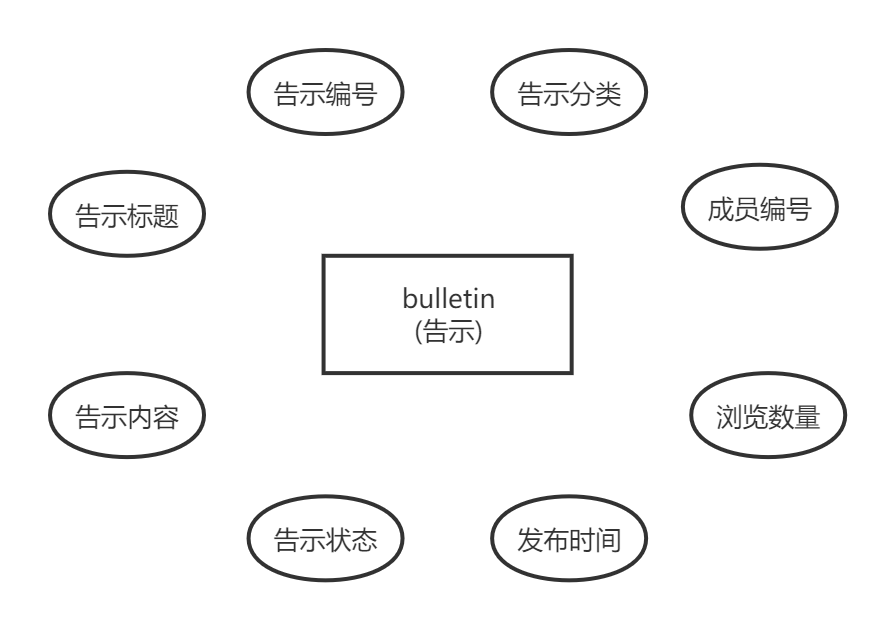 告示编号
告示分类
告示标题
成员编号
bulletin
(告示)
告示内容
浏览数量
告示状态
发布时间